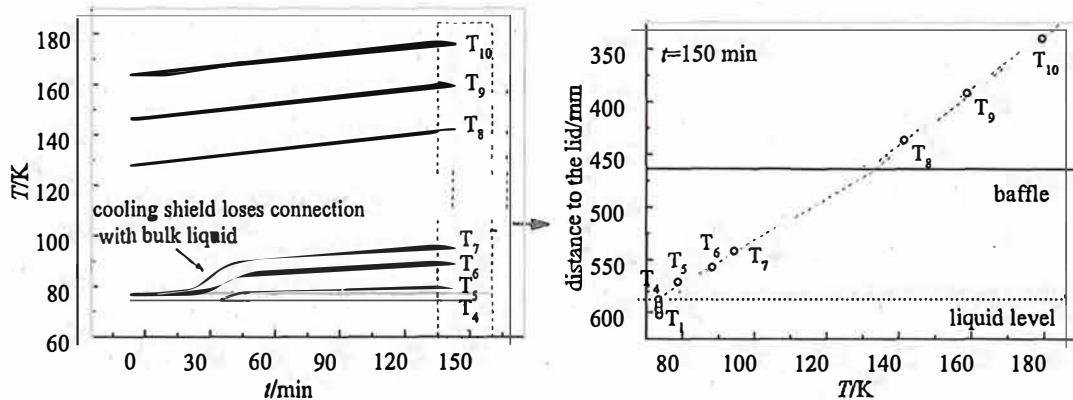 180
160
140
120
100
80
60
T/K
T10
T9
T8
cooling shield loses connection
with bulk liquid
T7
T6
T5
T4
0 30 60 90 120 150
t/min
350
400
450
500
550
600
distance to the lid/mm
t=150 min
T10
T9
T8
baffle
T6
T7
T5
T4
T1
liquid level
80 100 120 140 160 180
T/K